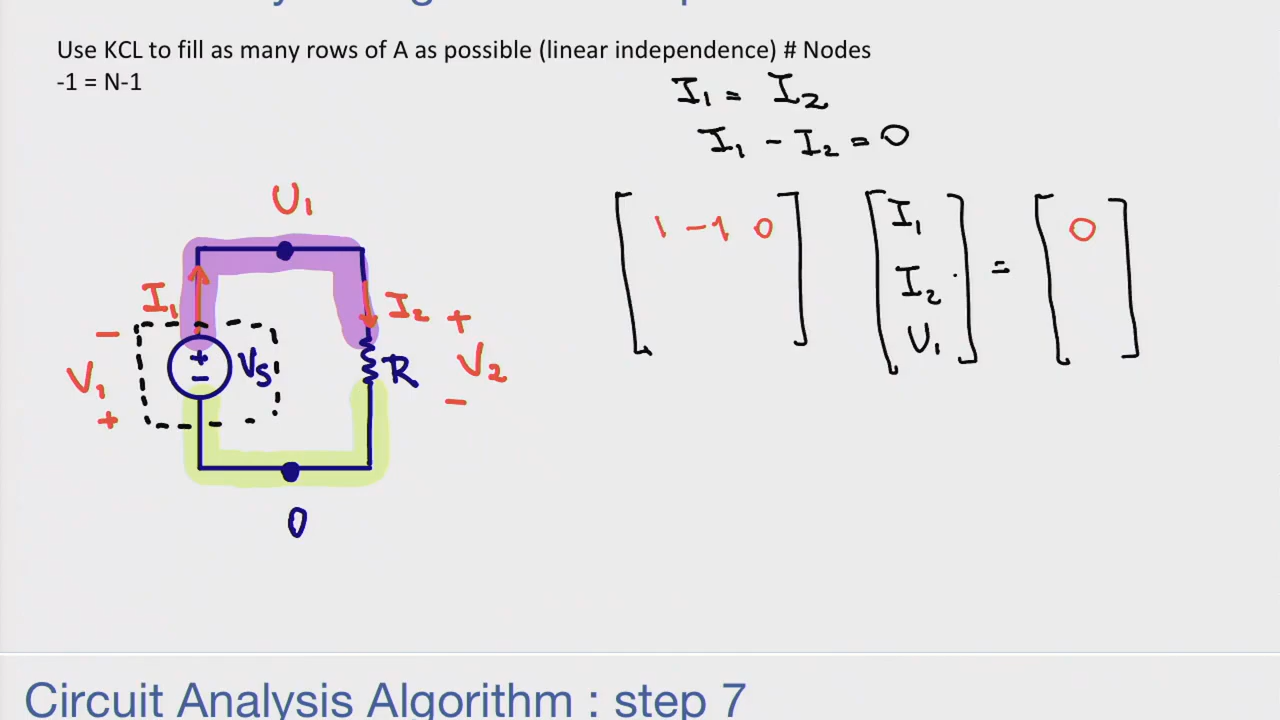 Use KCL to fill as many rows of A as possible (linear independence) # Nodes
-1 = N-1
I1 = I2
I1 - I2 = 0
[ 1 -1 0 ] [ I1 I2 U1 ] = [ 0 ]
U1
I1
I2
- V1 +
+ -
VS
R
+ V2 -
0
Circuit Analysis Algorithm : step 7